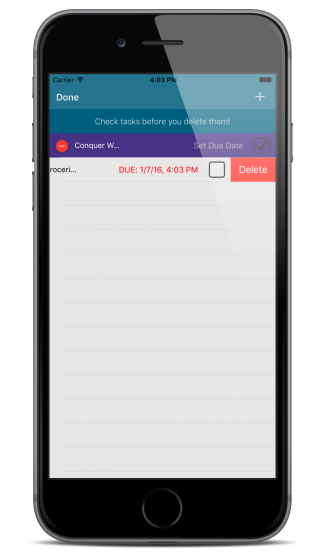 Carrier 4:03 PM
Done +
Check tasks before you delete them!
Conquer W... Set Due Date
roceri... DUE: 1/7/16, 4:03 PM Delete